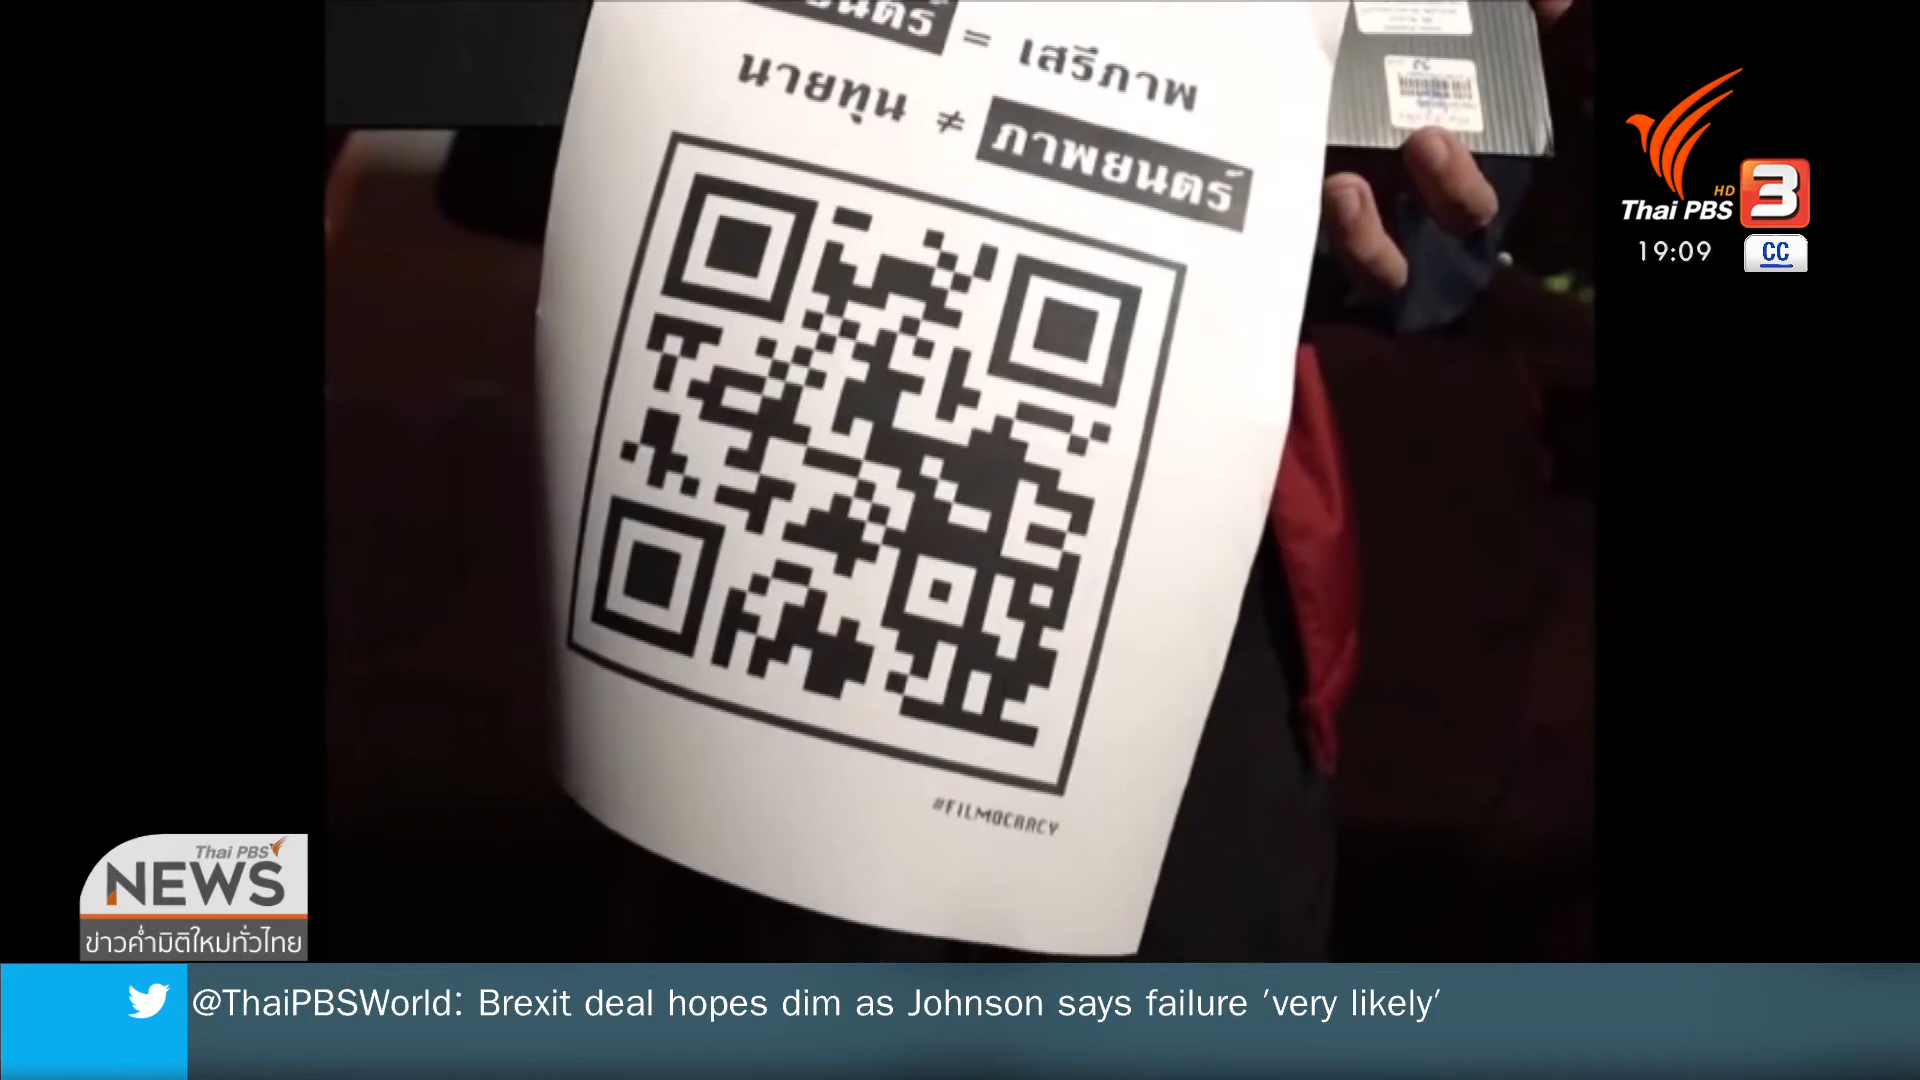 = เสรีภาพ
นายทุน ≠ ภาพยนตร์
#FILMOCRACY
Thai PBS HD 3
19:09 CC
Thai PBS
NEWS
ข่าวค่ำมิติใหม่ทั่วไทย
@ThaiPBSWorld: Brexit deal hopes dim as Johnson says failure 'very likely'